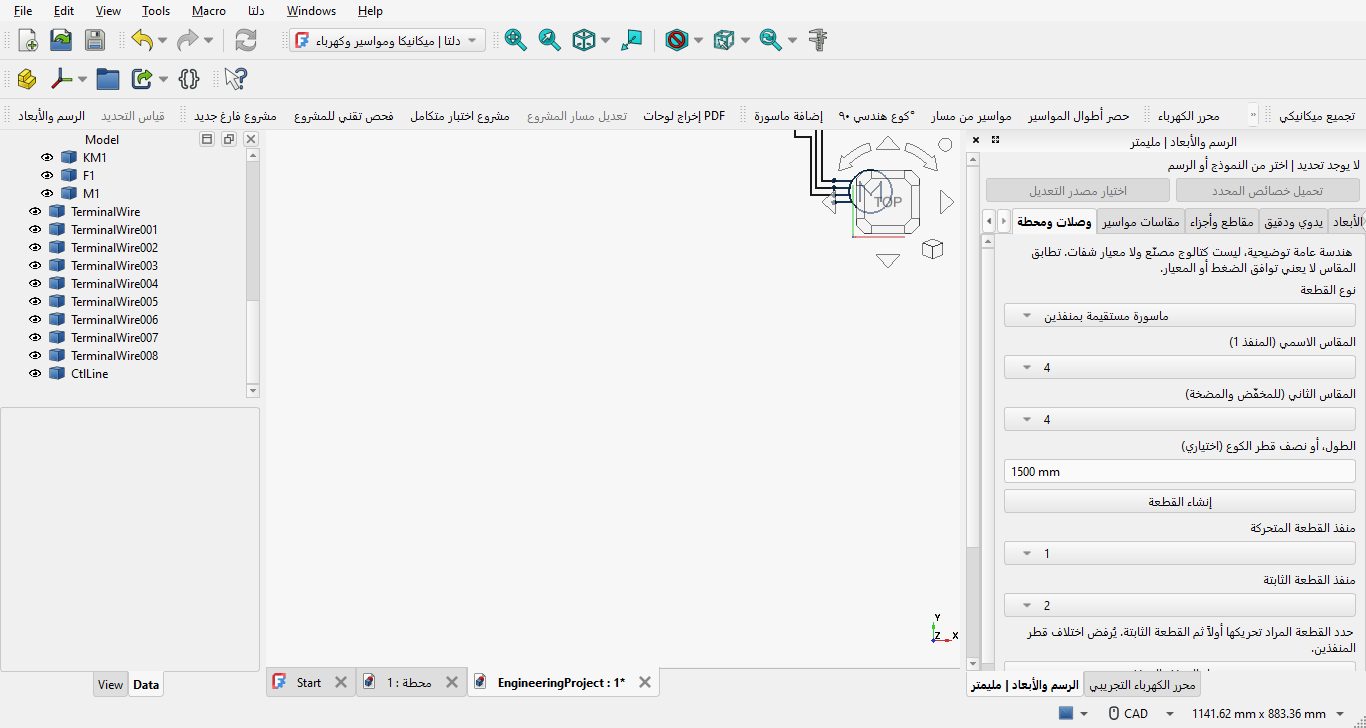 File Edit View Tools Macro دلتا Windows Help
دلتا | ميكانيكا ومواسير وكهرباء
الرسم والأبعاد قياس التحديد مشروع فارغ جديد فحص تقني للمشروع مشروع اختبار متكامل تعديل مسار المشروع PDF إخراج لوحات إضافة ماسورة كوع هندسي ٩٠° مواسير من مسار حصر أطوال المواسير محرر الكهرباء » تجميع ميكانيكي
Model
KM1
F1
M1
TerminalWire
TerminalWire001
TerminalWire002
TerminalWire003
TerminalWire004
TerminalWire005
TerminalWire006
TerminalWire007
TerminalWire008
CtlLine
View Data
M
TOP
Y
Z X
Start
محطة : 1
EngineeringProject : 1*
الرسم والأبعاد | مليمتر
لا يوجد تحديد | اختر من النموذج أو الرسم
اختيار مصدر التعديل تحميل خصائص المحدد
وصلات ومحطة مقاسات مواسير مقاطع وأجزاء يدوي ودقيق الأبعاد
هندسة عامة توضيحية، ليست كتالوج مصنّع ولا معيار شفات. تطابق
المقاس لا يعني توافق الضغط أو المعيار.
نوع القطعة
ماسورة مستقيمة بمنفذين
المقاس الاسمي (المنفذ 1)
4
المقاس الثاني (للمخفّض والمضخة)
4
الطول، أو نصف قطر الكوع (اختياري)
1500 mm
إنشاء القطعة
منفذ القطعة المتحركة
1
منفذ القطعة الثابتة
2
حدد القطعة المراد تحريكها أولاً ثم القطعة الثابتة. يُرفض اختلاف قطر
المنفذين.
الرسم والأبعاد | مليمتر محرر الكهرباء التجريبي
CAD 1141.62 mm x 883.36 mm